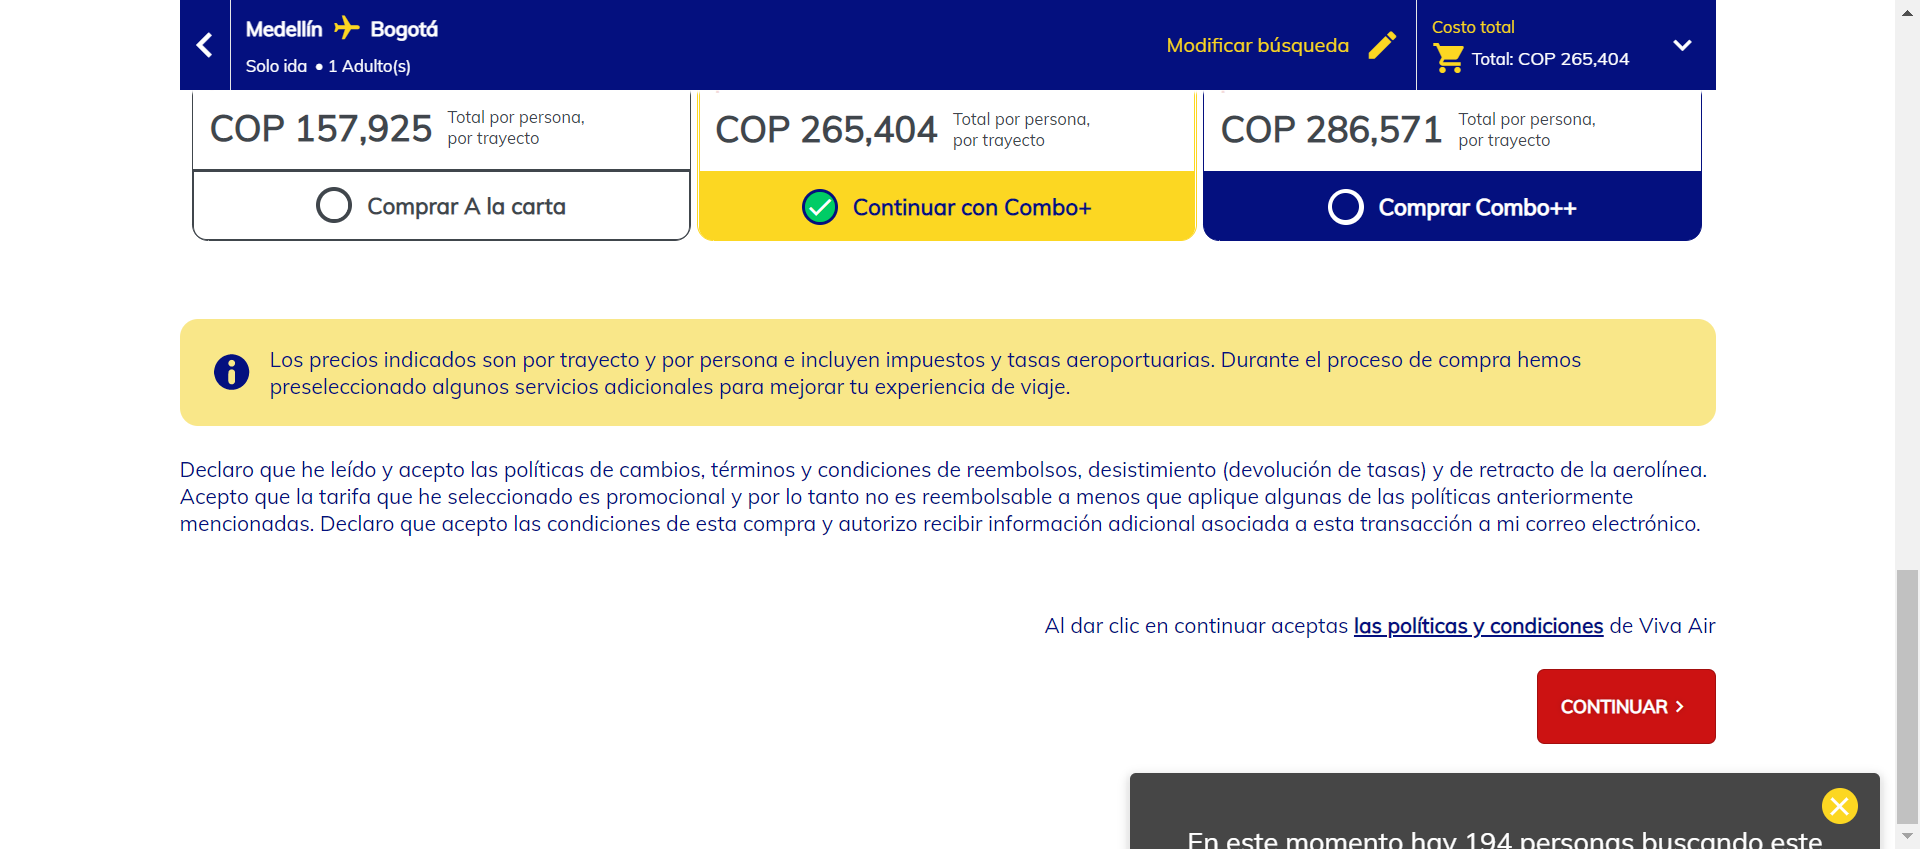 Medellín Bogotá
Solo ida • 1 Adulto(s)
Modificar búsqueda
Costo total
Total: COP 265,404
COP 157,925
Total por persona,
por trayecto
Comprar A la carta
COP 265,404
Total por persona,
por trayecto
Continuar con Combo+
COP 286,571
Total por persona,
por trayecto
Comprar Combo++
Los precios indicados son por trayecto y por persona e incluyen impuestos y tasas aeroportuarias. Durante el proceso de compra hemos
preseleccionado algunos servicios adicionales para mejorar tu experiencia de viaje.
Declaro que he leído y acepto las políticas de cambios, términos y condiciones de reembolsos, desistimiento (devolución de tasas) y de retracto de la aerolínea.
Acepto que la tarifa que he seleccionado es promocional y por lo tanto no es reembolsable a menos que aplique algunas de las políticas anteriormente
mencionadas. Declaro que acepto las condiciones de esta compra y autorizo recibir información adicional asociada a esta transacción a mi correo electrónico.
Al dar clic en continuar aceptas las políticas y condiciones de Viva Air
CONTINUAR >
En este momento hay 194 personas buscando este